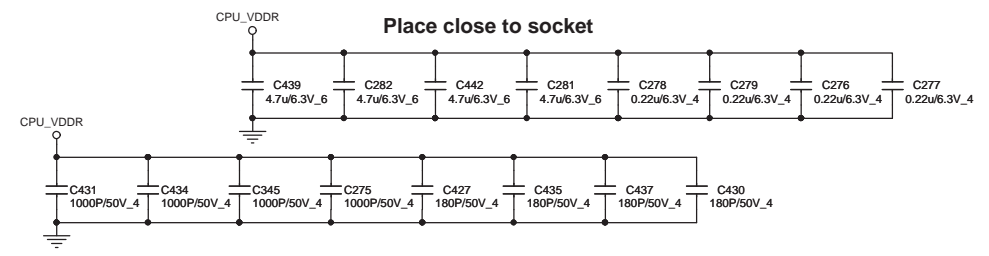 CPU_VDDR
Place close to socket
C439 C282 C442 C281 C278 C279 C276 C277
4.7u/6.3V_6 4.7u/6.3V_6 4.7u/6.3V_6 4.7u/6.3V_6 0.22u/6.3V_4 0.22u/6.3V_4 0.22u/6.3V_4 0.22u/6.3V_4
CPU_VDDR
C431 C434 C345 C275 C427 C435 C437 C430
1000P/50V_4 1000P/50V_4 1000P/50V_4 1000P/50V_4 180P/50V_4 180P/50V_4 180P/50V_4 180P/50V_4